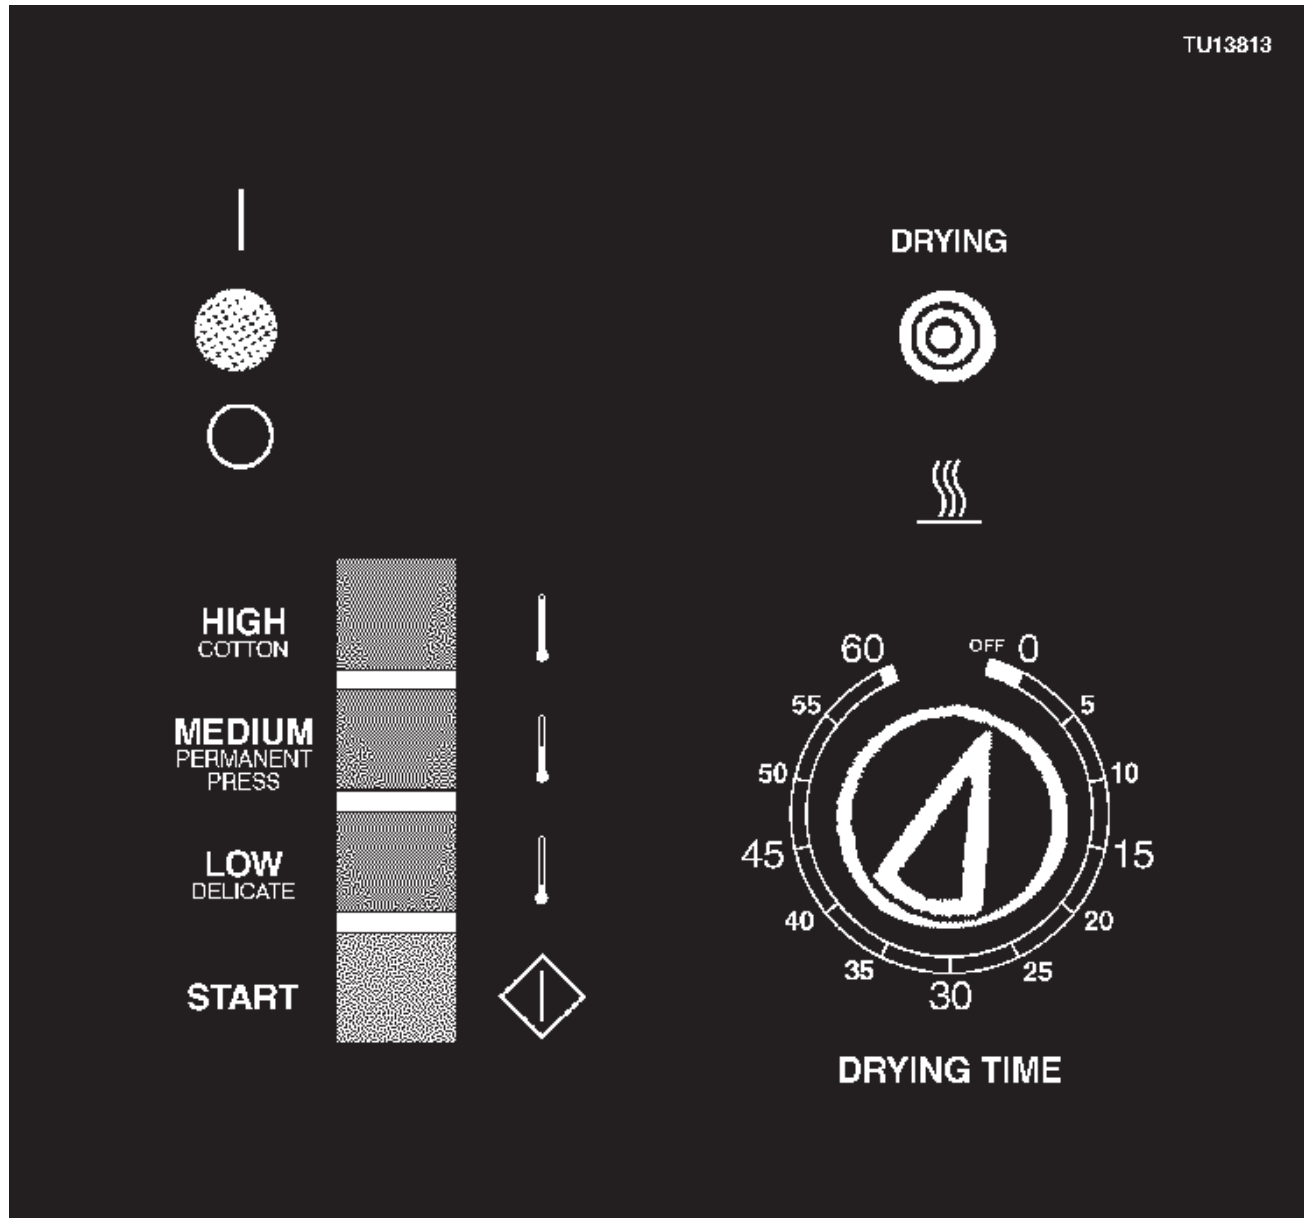 TU13813
DRYING
HIGH
COTTON
MEDIUM
PERMANENT
PRESS
LOW
DELICATE
START
60
OFF 0
55
5
50
10
45
15
40
20
35
25
30
DRYING TIME